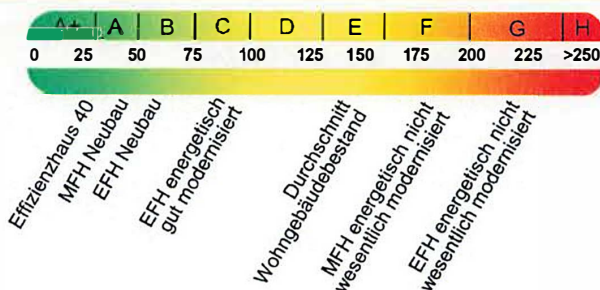 A+ A B C D E F G H
0 25 50 75 100 125 150 175 200 225 >250
Effizienzhaus 40
MFH Neubau
EFH Neubau
EFH energetisch
gut modernisiert
Durchschnitt
Wohngebäudebestand
MFH energetisch nicht
wesentlich modernisiert
EFH energetisch nicht
wesentlich modernisiert